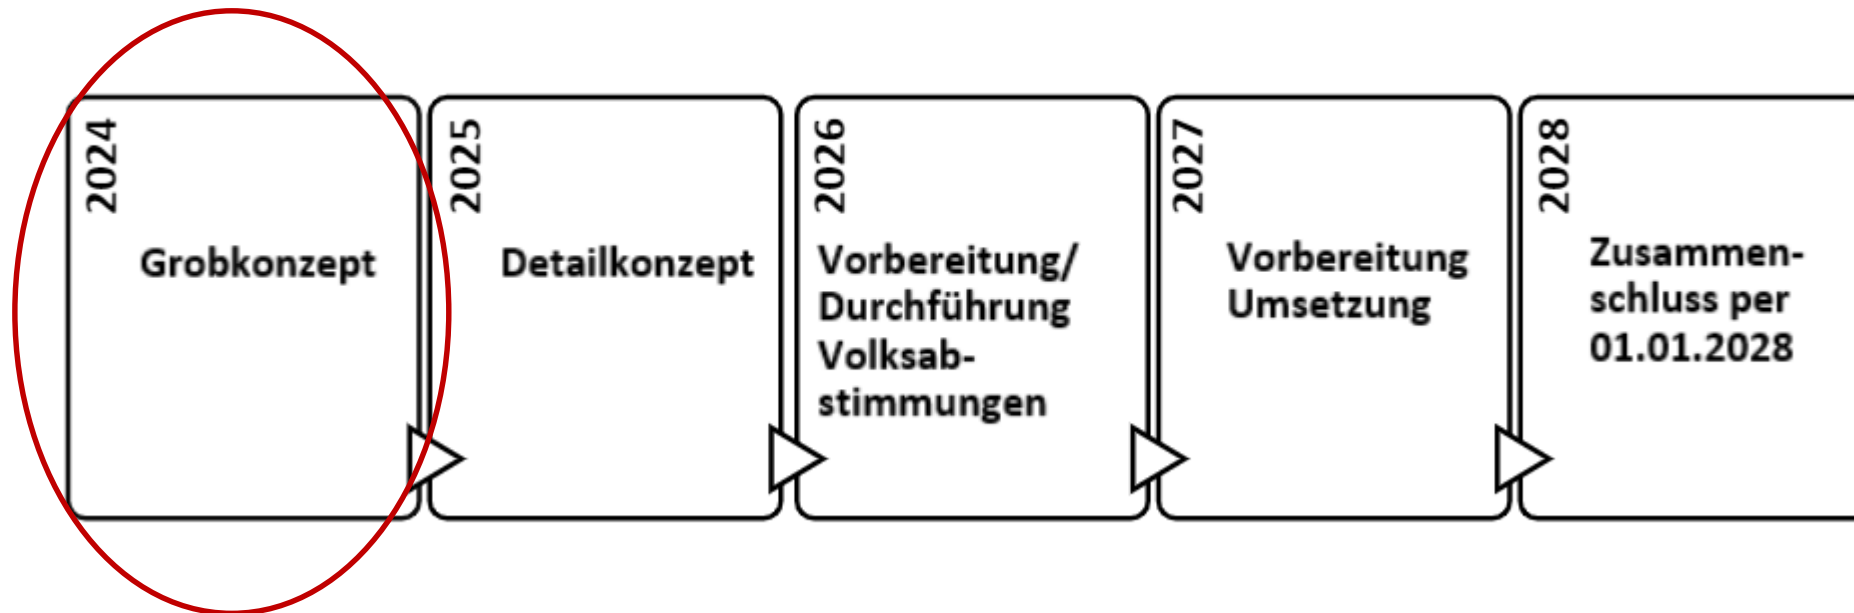 2024
Grobkonzept
2025
Detailkonzept
2026
Vorbereitung/
Durchführung
Volksab-
stimmungen
2027
Vorbereitung
Umsetzung
2028
Zusammen-
schluss per
01.01.2028